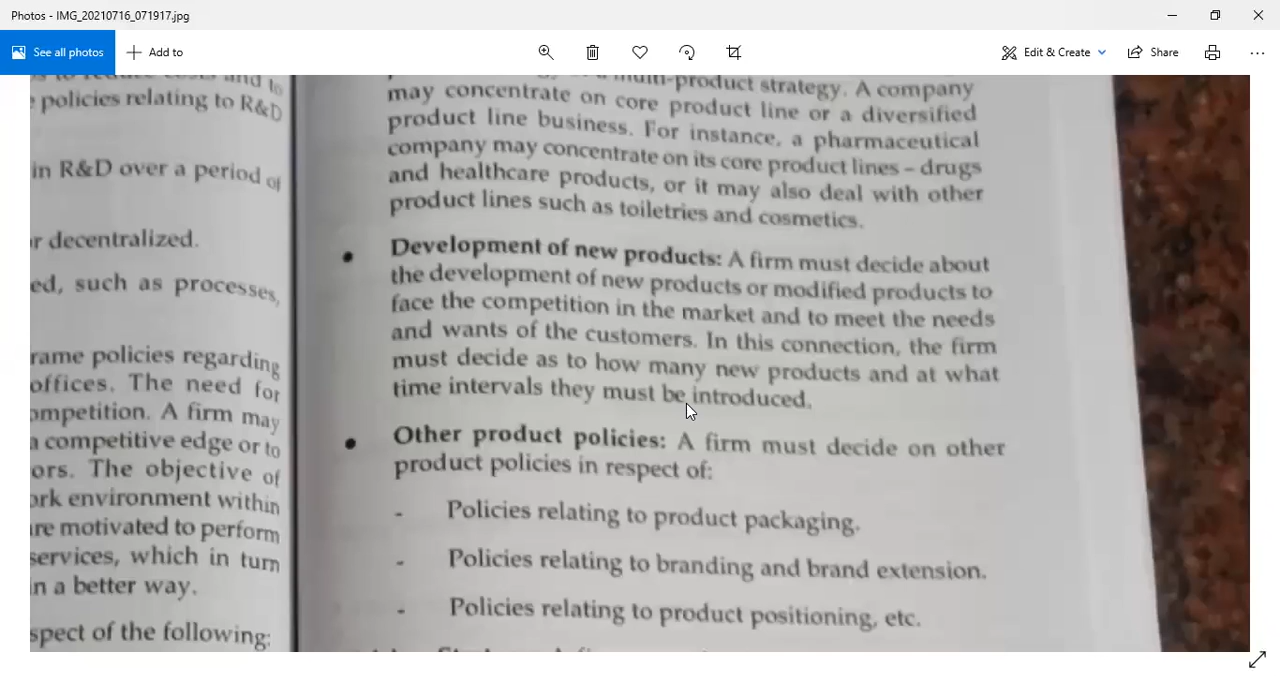 Photos - IMG_20210716_071917.jpg
See all photos
Add to
Edit & Create
Share
costs and to
policies relating to R&D
in R&D over a period of
decentralized.
ed, such as processes,
rame policies regarding
offices. The need for
ompetition. A firm may
a competitive edge or to
ors. The objective of
ork environment within
are motivated to perform
services, which in turn
n a better way.
spect of the following:
multi-product strategy. A company
may concentrate on core product line or a diversified
product line business. For instance, a pharmaceutical
company may concentrate on its core product lines – drugs
and healthcare products, or it may also deal with other
product lines such as toiletries and cosmetics.
• Development of new products: A firm must decide about
the development of new products or modified products to
face the competition in the market and to meet the needs
and wants of the customers. In this connection, the firm
must decide as to how many new products and at what
time intervals they must be introduced.
• Other product policies: A firm must decide on other
product policies in respect of:
- Policies relating to product packaging.
- Policies relating to branding and brand extension.
- Policies relating to product positioning, etc.